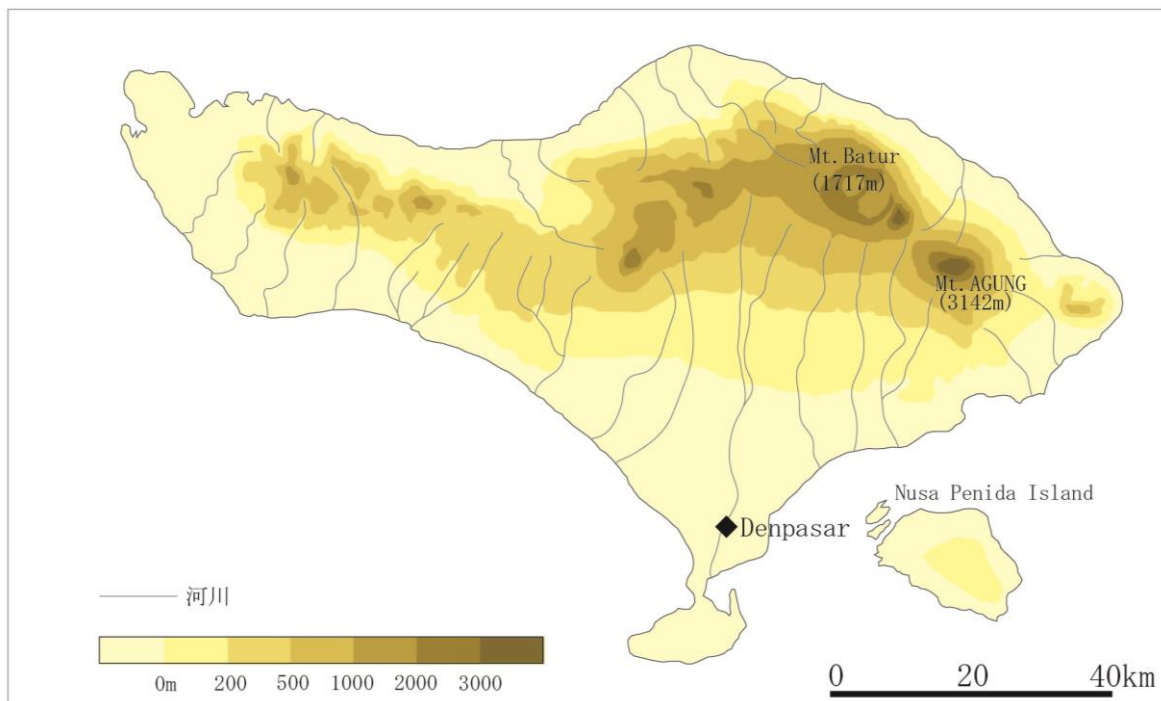 Mt.Batur
(1717m)
Mt.AGUNG
(3142m)
Nusa Penida Island
Denpasar
河川
0m 200 500 1000 2000 3000
0 20 40km